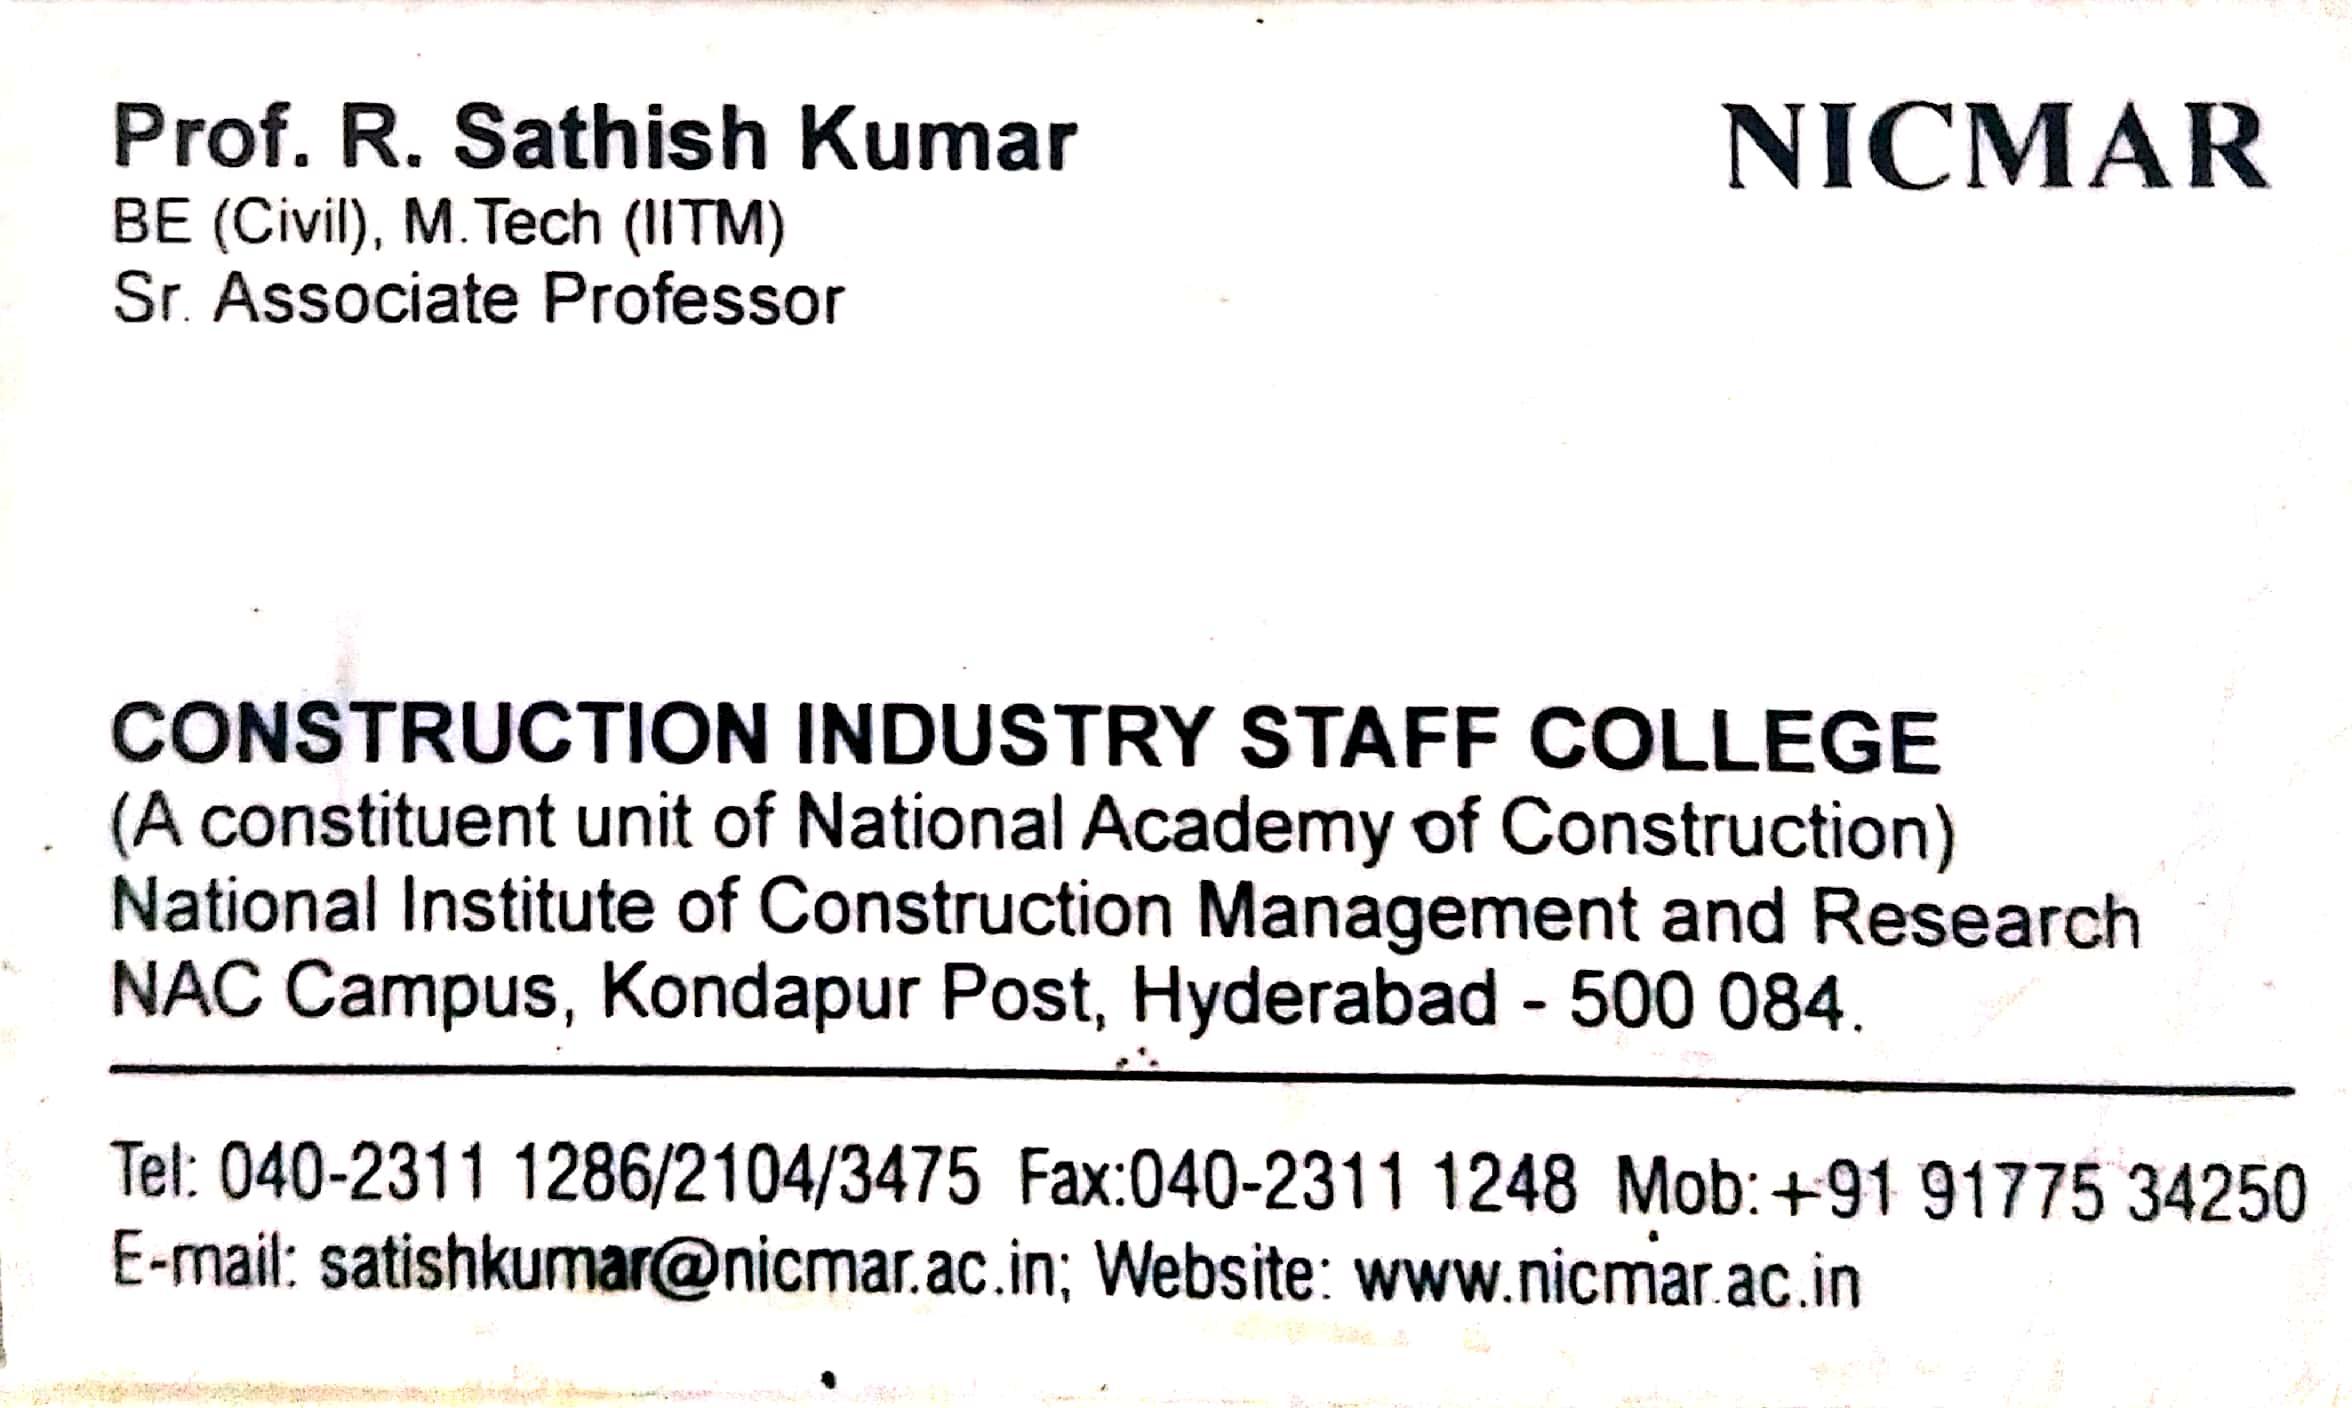 Prof. R. Sathish Kumar
NICMAR
BE (Civil), M.Tech (IITM)
Sr. Associate Professor
CONSTRUCTION INDUSTRY STAFF COLLEGE
(A constituent unit of National Academy of Construction)
National Institute of Construction Management and Research
NAC Campus, Kondapur Post, Hyderabad - 500 084.
Tel: 040-2311 1286/2104/3475 Fax:040-2311 1248 Mob:+91 91775 34250
E-mail: satishkumar@nicmar.ac.in; Website: www.nicmar.ac.in